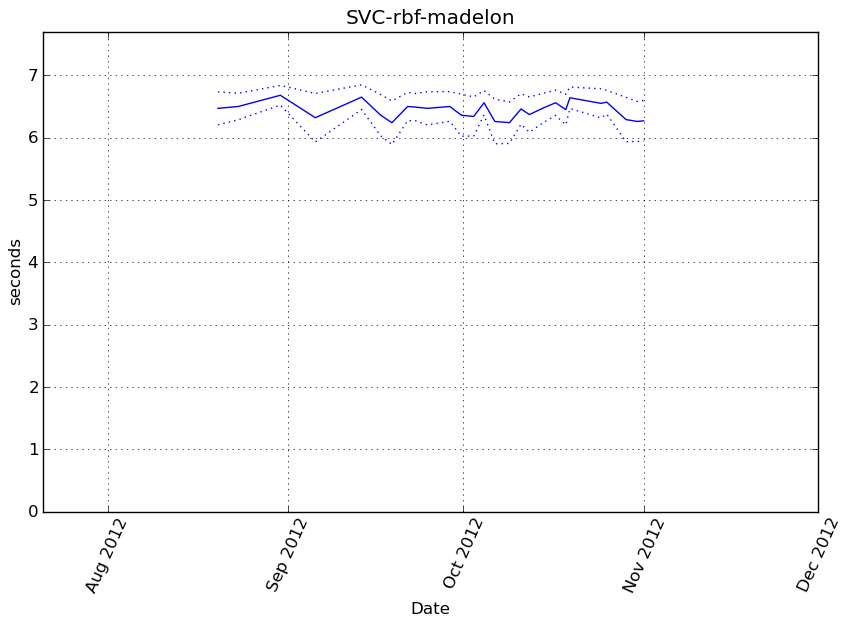 SVC-rbf-madelon
7
6
5
4
3
2
1
0
seconds
Aug 2012
Sep 2012
Oct 2012
Nov 2012
Dec 2012
Date